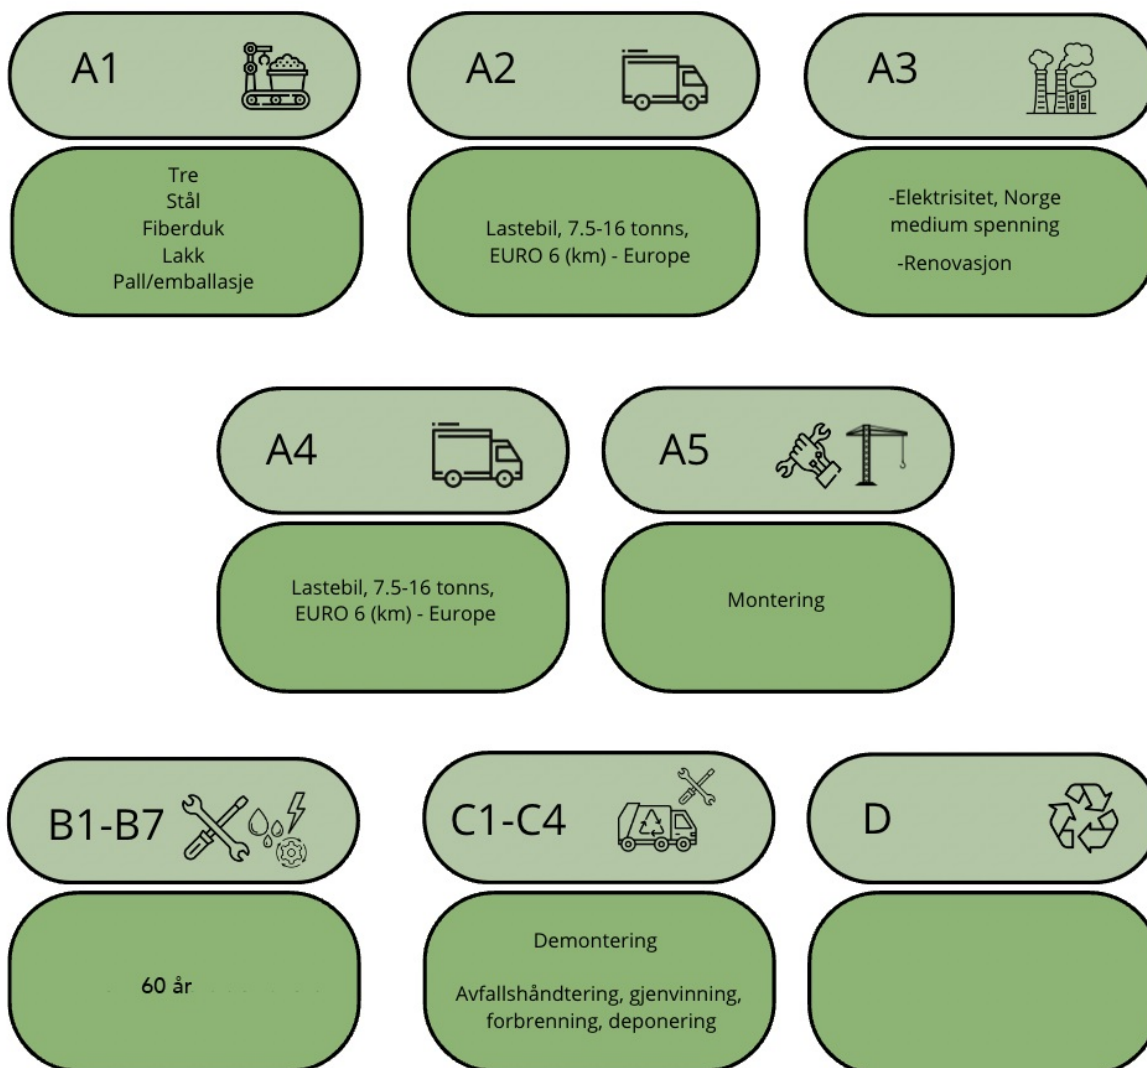 A1
Tre
Stål
Fiberduk
Lakk
Pall/emballasje
A2
Lastebil, 7.5-16 tonns,
EURO 6 (km) - Europe
A3
-Elektrisitet, Norge
medium spenning
-Renovasjon
A4
Lastebil, 7.5-16 tonns,
EURO 6 (km) - Europe
A5
Montering
B1-B7
60 år
C1-C4
Demontering
Avfallshåndtering, gjenvinning,
forbrenning, deponering
D